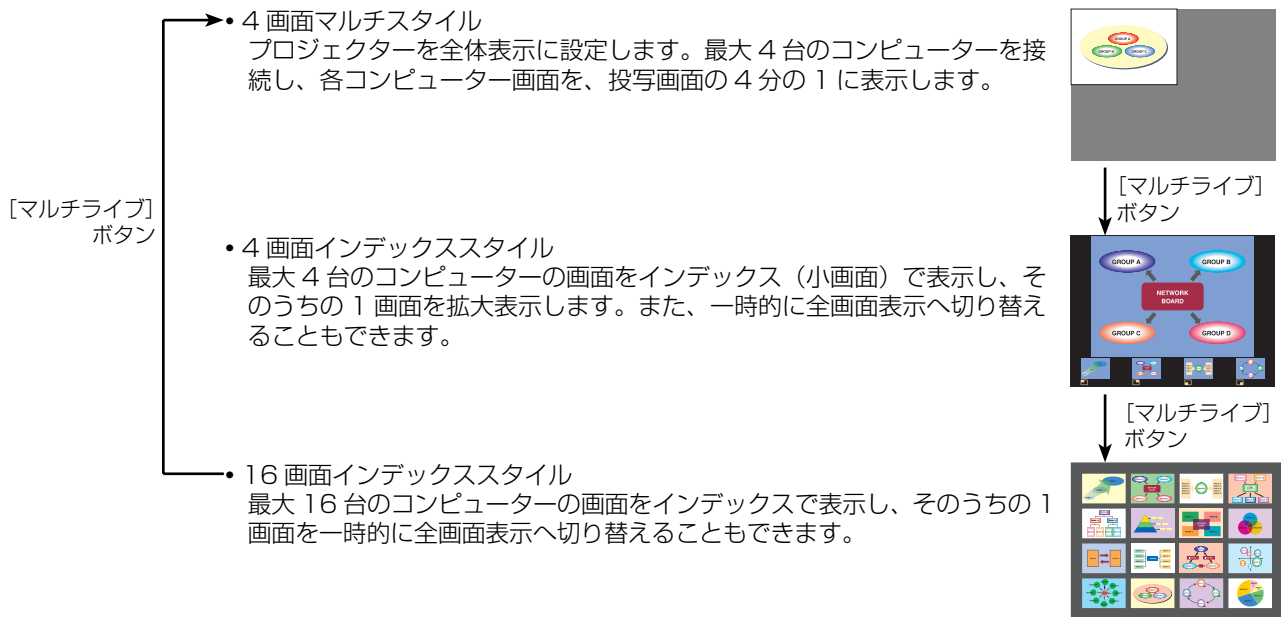 • 4 画面マルチスタイル
プロジェクターを全体表示に設定します。最大 4 台のコンピューターを接
続し、各コンピューター画面を、投写画面の 4 分の 1 に表示します。
GROUP A
GROUP B GROUP C
[マルチライブ]
ボタン
[マルチライブ]
ボタン
• 4 画面インデックススタイル
最大 4 台のコンピューターの画面をインデックス（小画面）で表示し、そ
のうちの 1 画面を拡大表示します。また、一時的に全画面表示へ切り替え
ることもできます。
GROUP A GROUP B
NETWORK
BOARD
GROUP C GROUP D
[マルチライブ]
ボタン
• 16 画面インデックススタイル
最大 16 台のコンピューターの画面をインデックスで表示し、そのうちの 1
画面を一時的に全画面表示へ切り替えることもできます。